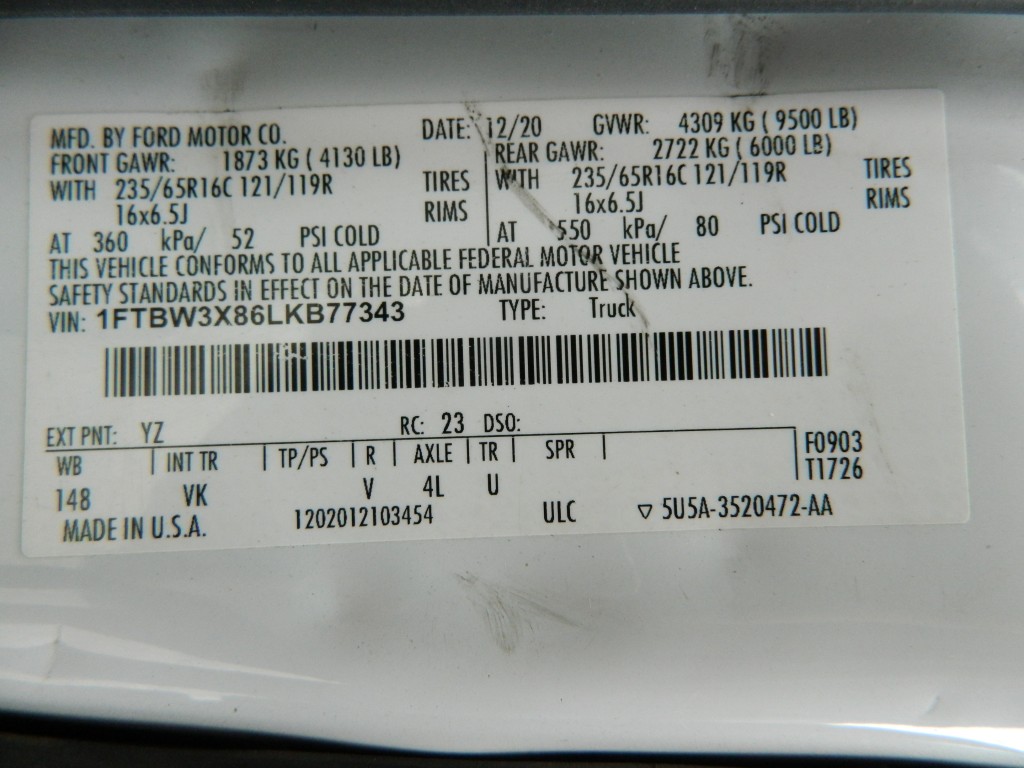 MFD. BY FORD MOTOR CO. DATE: 12/20 GVWR: 4309 KG ( 9500 LB)
FRONT GAWR: 1873 KG ( 4130 LB) REAR GAWR: 2722 KG ( 6000 LB)
WITH 235/65R16C 121/119R TIRES WITH 235/65R16C 121/119R TIRES
16x6.5J RIMS 16x6.5J RIMS
AT 360 kPa/ 52 PSI COLD AT 550 kPa/ 80 PSI COLD
THIS VEHICLE CONFORMS TO ALL APPLICABLE FEDERAL MOTOR VEHICLE
SAFETY STANDARDS IN EFFECT ON THE DATE OF MANUFACTURE SHOWN ABOVE.
VIN: 1FTBW3X86LKB77343 TYPE: Truck
EXT PNT: YZ RC: 23 DSO:
WB INT TR TP/PS R AXLE TR SPR F0903
148 VK V 4L U T1726
MADE IN U.S.A. 1202012103454 ULC ▽ 5U5A-3520472-AA